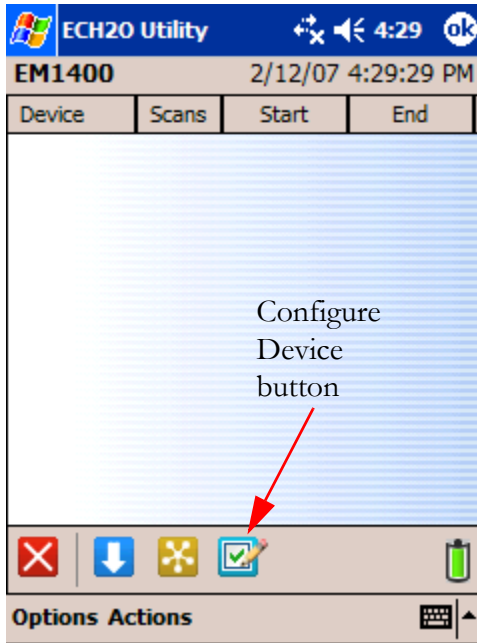 ECH2O Utility 4:29 ok
EM1400 2/12/07 4:29:29 PM
Device Scans Start End
Configure
Device
button
Options Actions